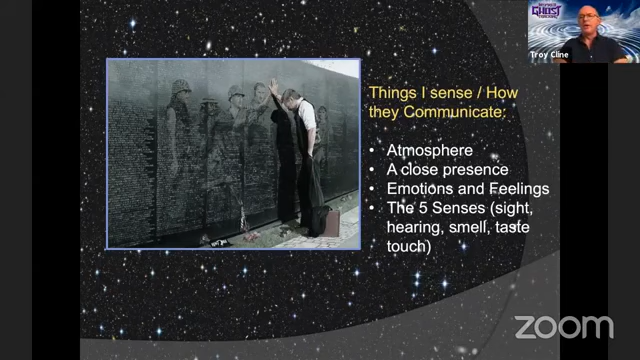 GHOST
Troy Cline
Things I sense / How
they Communicate:
• Atmosphere
• A close presence
• Emotions and Feelings
• The 5 Senses (sight,
hearing, smell, taste
touch)
zoom